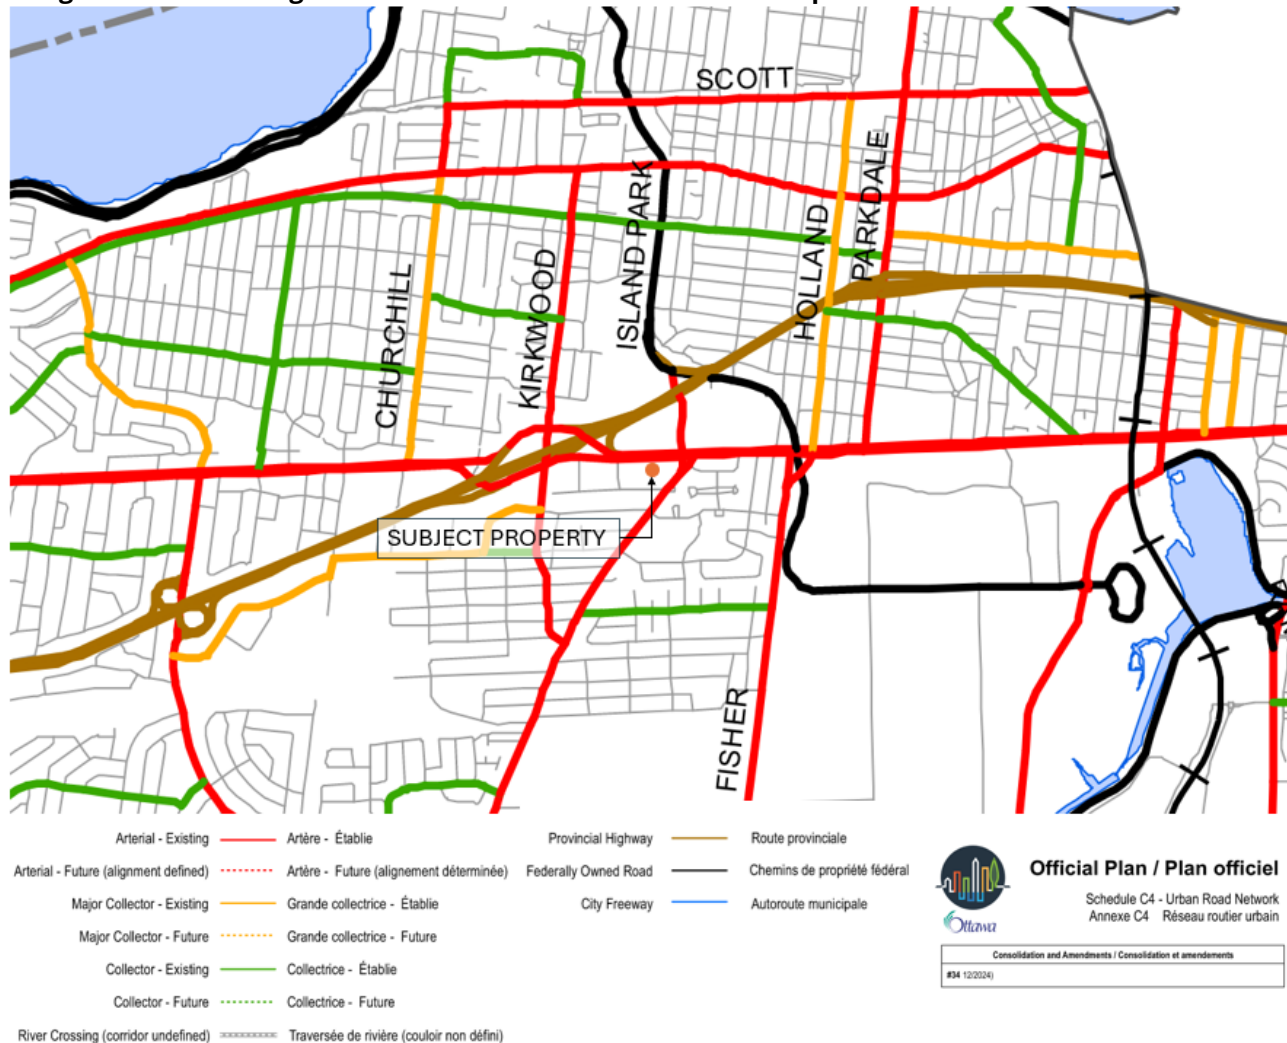 SCOTT
ISLAND PARK
PARKDALE
HOLLAND
KIRKWOOD
CHURCHILL
SUBJECT PROPERTY
FISHER
Arterial - Existing Artère - Établie
Arterial - Future (alignment defined) Artère - Future (alignement déterminée)
Major Collector - Existing Grande collectrice - Établie
Major Collector - Future Grande collectrice - Future
Collector - Existing Collectrice - Établie
Collector - Future Collectrice - Future
River Crossing (corridor undefined) Traversée de rivière (couloir non défini)
Provincial Highway Route provinciale
Federally Owned Road Chemins de propriété fédéral
City Freeway Autoroute municipale
Ottawa
Official Plan / Plan officiel
Schedule C4 - Urban Road Network
Annexe C4 Réseau routier urbain
Consolidation and Amendments / Consolidation et amendements
#34 12/2024)